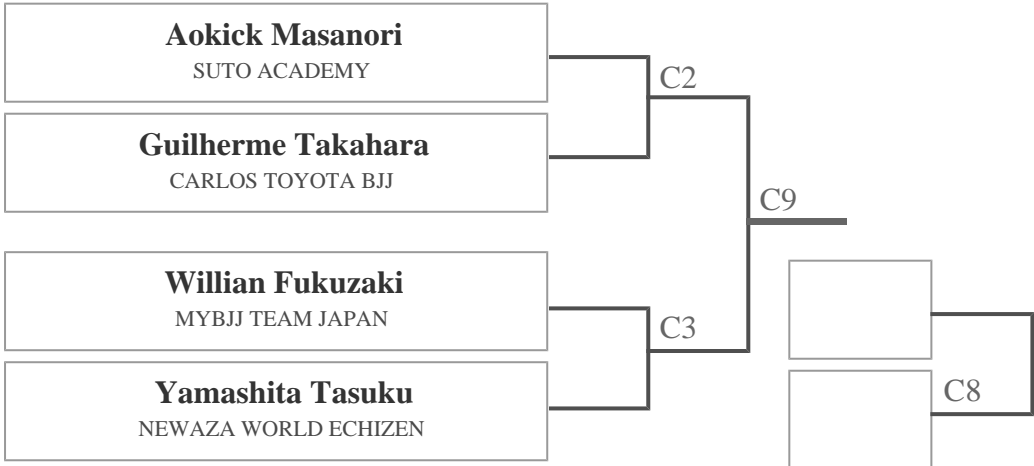 Aokick Masanori
SUTO ACADEMY
C2
Guilherme Takahara
CARLOS TOYOTA BJJ
C9
Willian Fukuzaki
MYBJJ TEAM JAPAN
C3
Yamashita Tasuku
NEWAZA WORLD ECHIZEN
C8